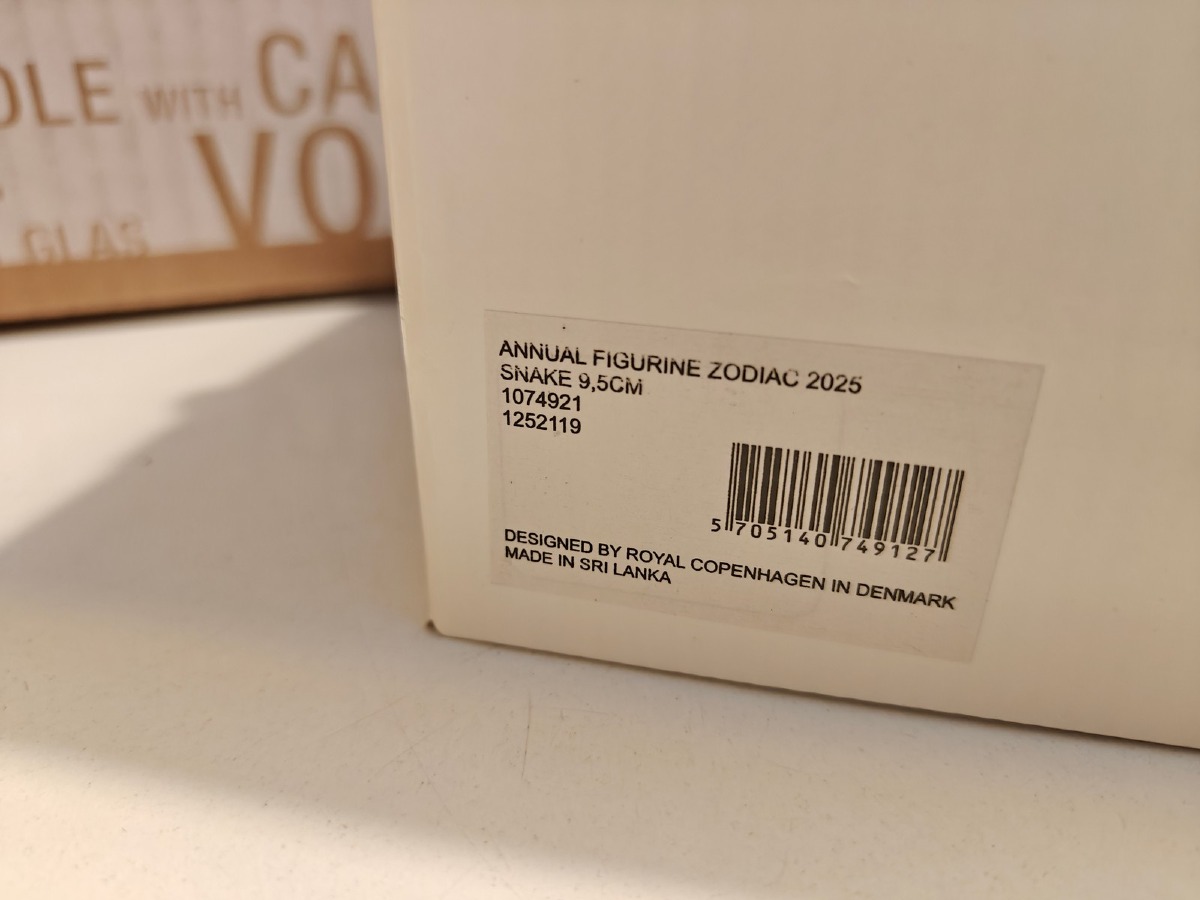 WITH CA
VO
GLAS
ANNUAL FIGURINE ZODIAC 2025
SNAKE 9,5CM
1074921
1252119
5 705140 749127
DESIGNED BY ROYAL COPENHAGEN IN DENMARK
MADE IN SRI LANKA